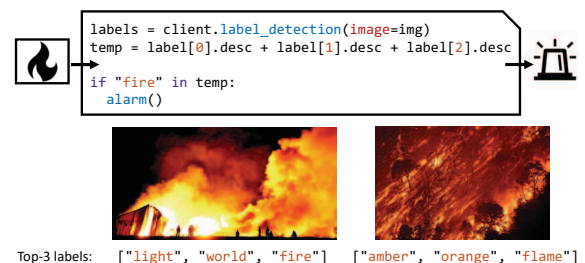 labels = client.label_detection(image=img)
temp = label[0].desc + label[1].desc + label[2].desc
if "fire" in temp:
alarm()
Top-3 labels: ["light", "world", "fire"] ["amber", "orange", "flame"]